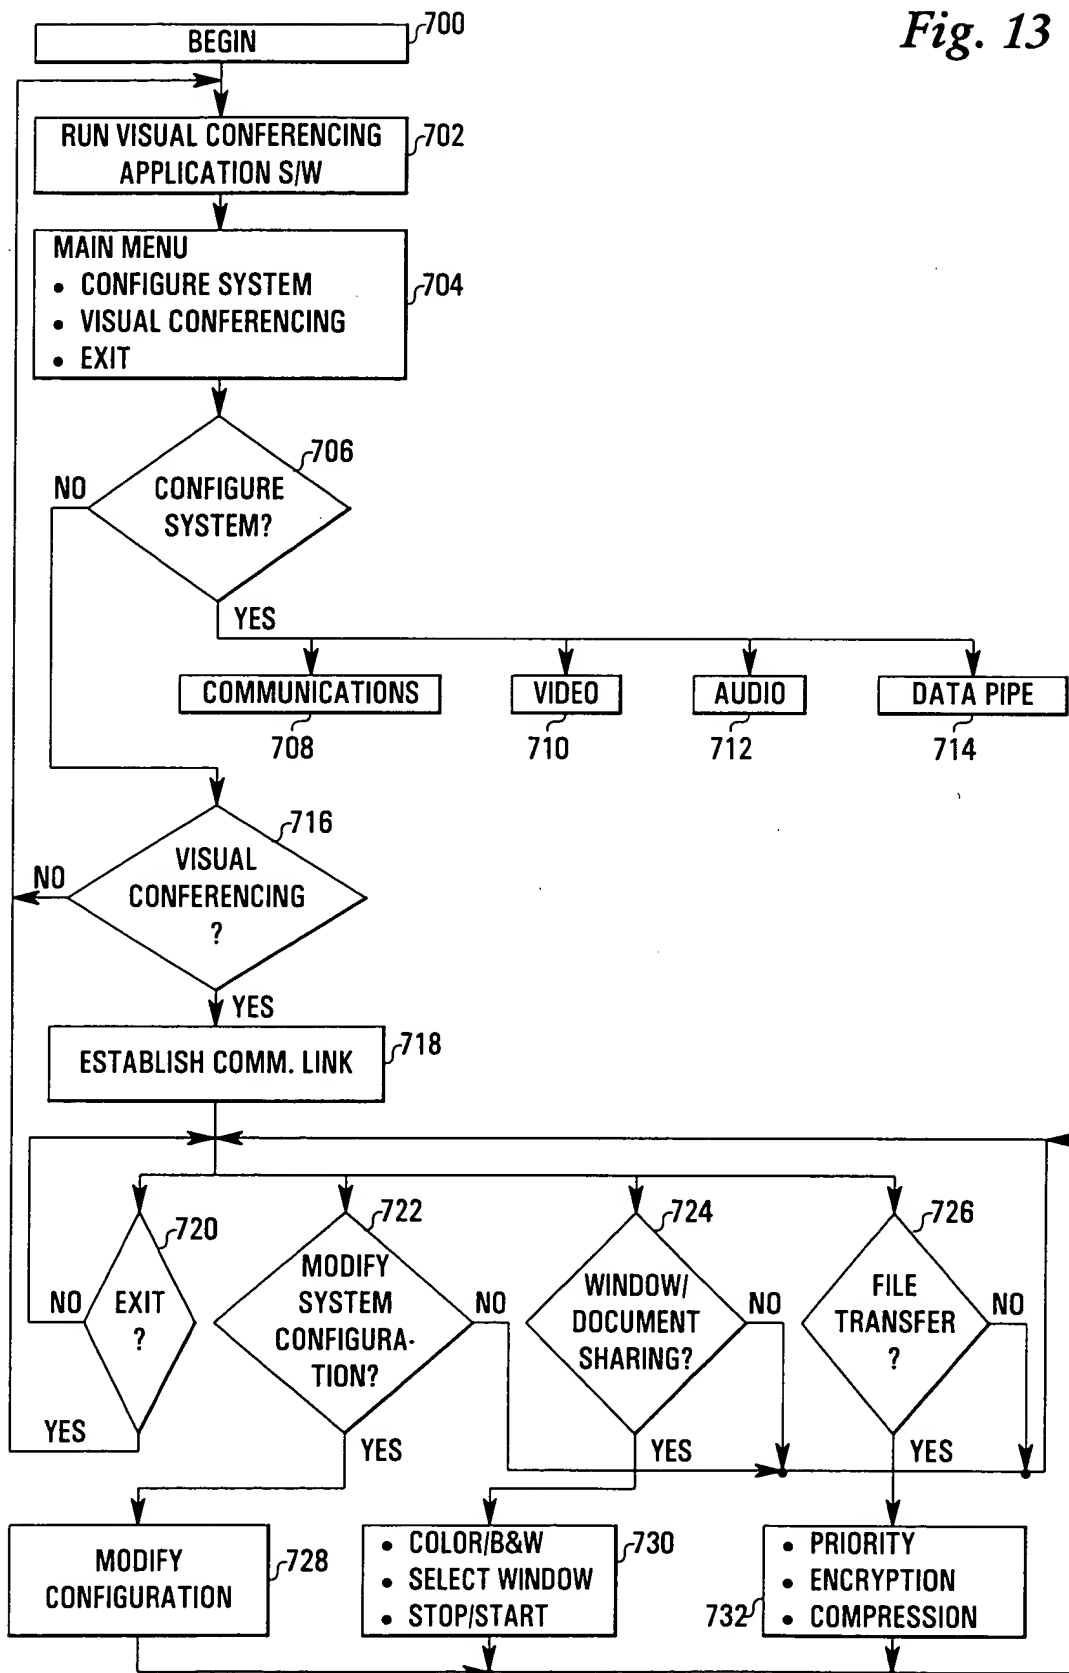 Fig. 13
BEGIN
700
RUN VISUAL CONFERENCING
APPLICATION S/W
702
MAIN MENU
• CONFIGURE SYSTEM
• VISUAL CONFERENCING
• EXIT
704
706
CONFIGURE
SYSTEM?
NO
YES
COMMUNICATIONS
VIDEO
AUDIO
DATA PIPE
708
710
712
714
716
VISUAL
CONFERENCING
?
NO
YES
ESTABLISH COMM. LINK
718
720
EXIT
?
NO
YES
722
MODIFY
SYSTEM
CONFIGURA-
TION?
NO
YES
724
WINDOW/
DOCUMENT
SHARING?
NO
YES
726
FILE
TRANSFER
?
NO
YES
MODIFY
CONFIGURATION
728
• COLOR/B&W
• SELECT WINDOW
• STOP/START
730
• PRIORITY
• ENCRYPTION
• COMPRESSION
732